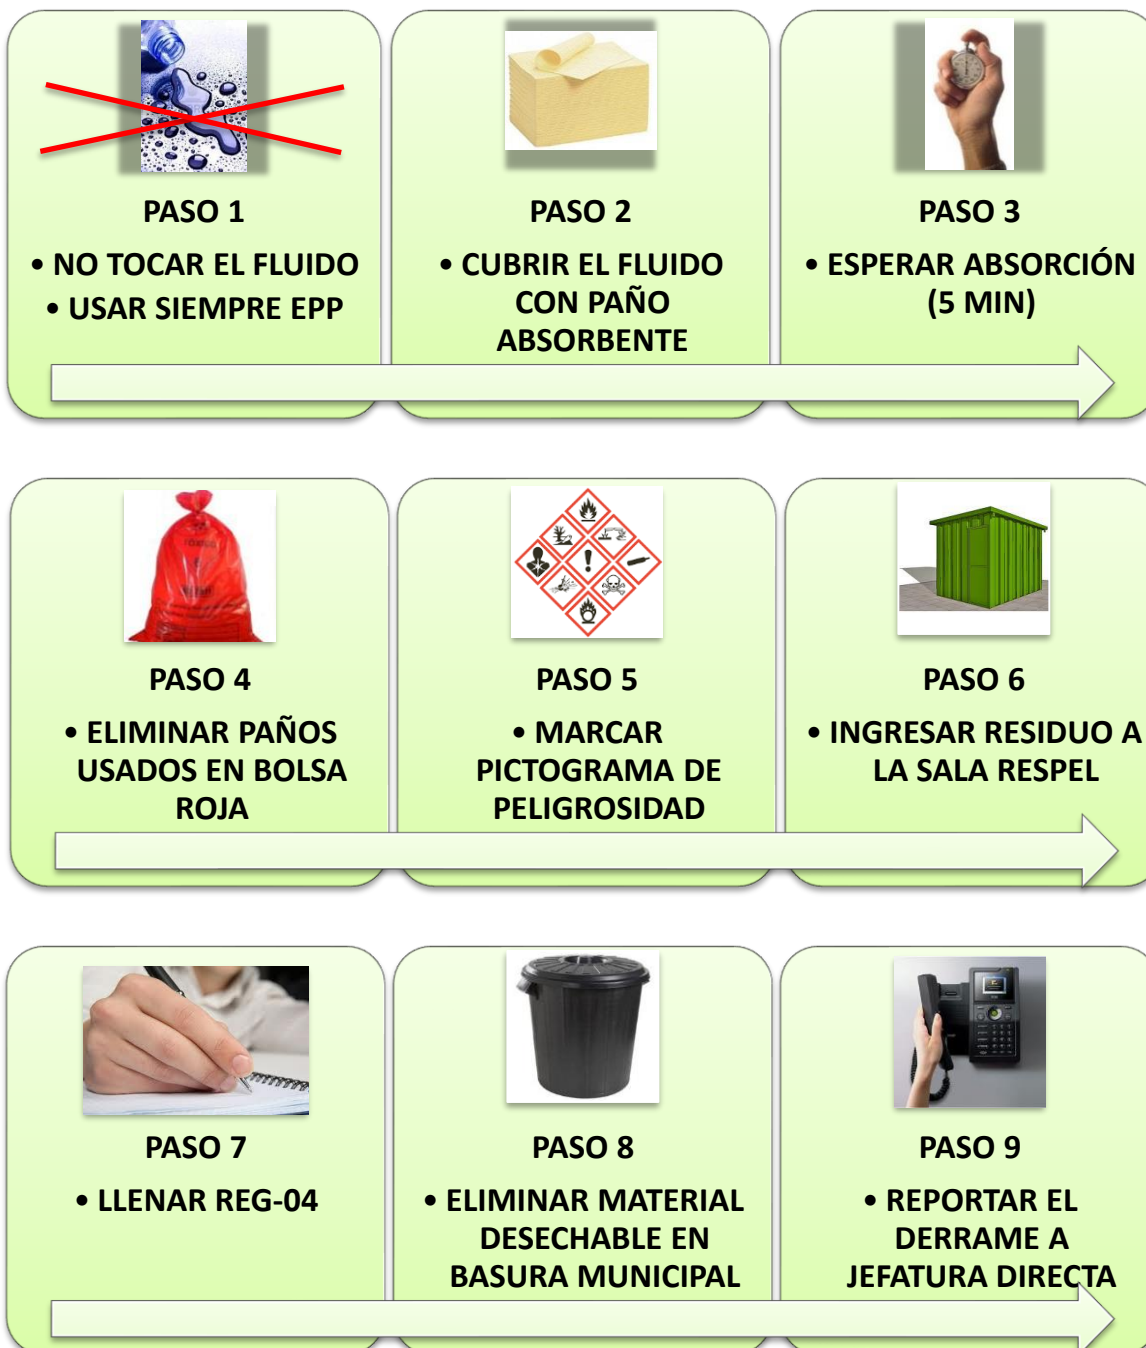 PASO 1
• NO TOCAR EL FLUIDO
• USAR SIEMPRE EPP
PASO 2
• CUBRIR EL FLUIDO
CON PAÑO
ABSORBENTE
PASO 3
• ESPERAR ABSORCIÓN
(5 MIN)
PASO 4
• ELIMINAR PAÑOS
USADOS EN BOLSA
ROJA
PASO 5
• MARCAR
PICTOGRAMA DE
PELIGROSIDAD
PASO 6
• INGRESAR RESIDUO A
LA SALA RESPEL
PASO 7
• LLENAR REG-04
PASO 8
• ELIMINAR MATERIAL
DESECHABLE EN
BASURA MUNICIPAL
PASO 9
• REPORTAR EL
DERRAME A
JEFATURA DIRECTA